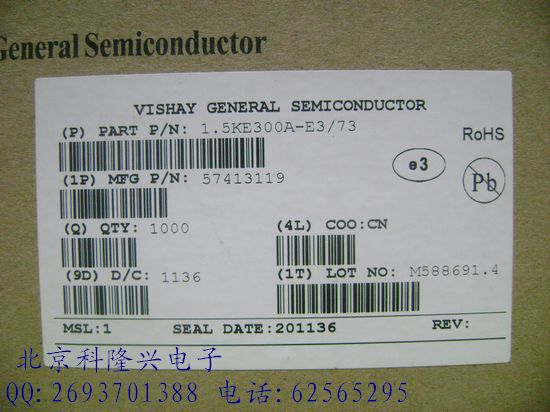 General Semiconductor
VISHAY GENERAL SEMICONDUCTOR
(P) PART P/N: 1.5KE300A-E3/73
RoHS
(1P) MFG P/N: 57413119
e3
Pb
(Q) QTY: 1000
(4L) COO:CN
(9D) D/C: 1136
(1T) LOT NO: M588691.4
MSL:1 SEAL DATE:201136 REV:
北京科隆兴电子
QQ:2693701388 电话:62565295